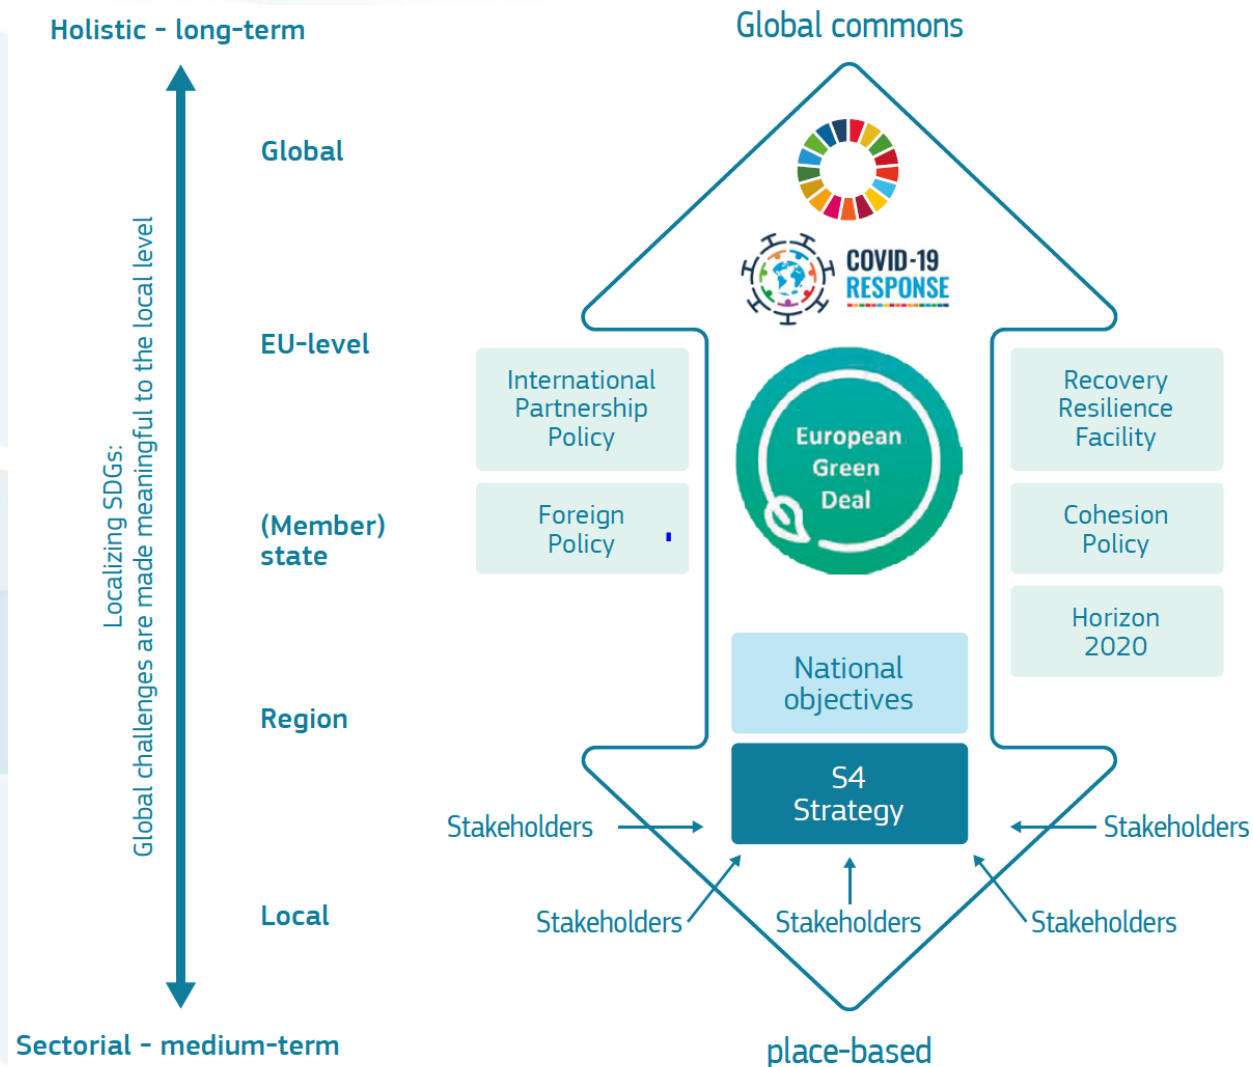 Holistic - long-term
Global commons
Global
COVID-19
RESPONSE
EU-level
International
Partnership
Policy
European
Green
Deal
Recovery
Resilience
Facility
(Member)
state
Foreign
Policy
Cohesion
Policy
Horizon
2020
National
objectives
Region
S4
Strategy
Stakeholders
Stakeholders
Local
Stakeholders
Stakeholders
Stakeholders
Localizing SDGs:
Global challenges are made meaningful to the local level
Sectorial - medium-term
place-based